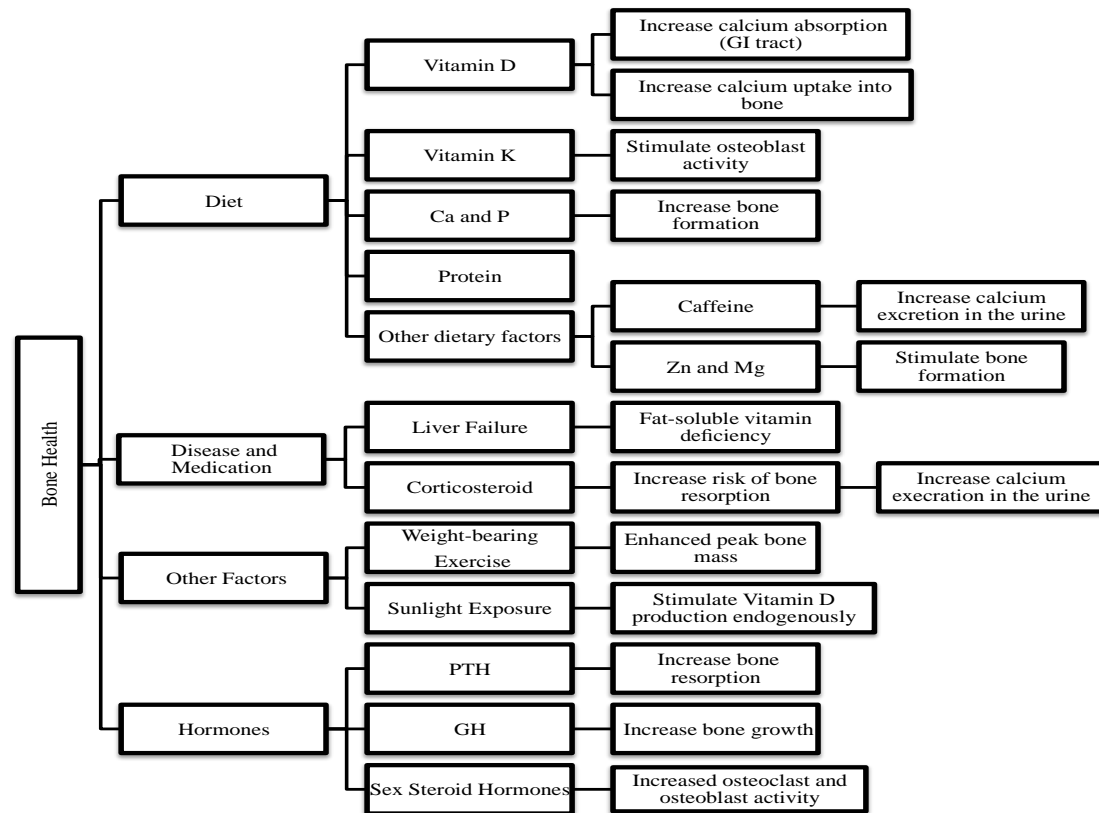 Bone Health
Diet
Vitamin D
Increase calcium absorption
(GI tract)
Increase calcium uptake into
bone
Vitamin K
Stimulate osteoblast
activity
Ca and P
Increase bone
formation
Protein
Other dietary factors
Caffeine
Increase calcium
excretion in the urine
Zn and Mg
Stimulate bone
formation
Disease and
Medication
Liver Failure
Fat-soluble vitamin
deficiency
Corticosteroid
Increase risk of bone
resorption
Increase calcium
execration in the urine
Other Factors
Weight-bearing
Exercise
Enhanced peak bone
mass
Sunlight Exposure
Stimulate Vitamin D
production endogenously
Hormones
PTH
Increase bone
resorption
GH
Increase bone growth
Sex Steroid Hormones
Increased osteoclast and
osteoblast activity